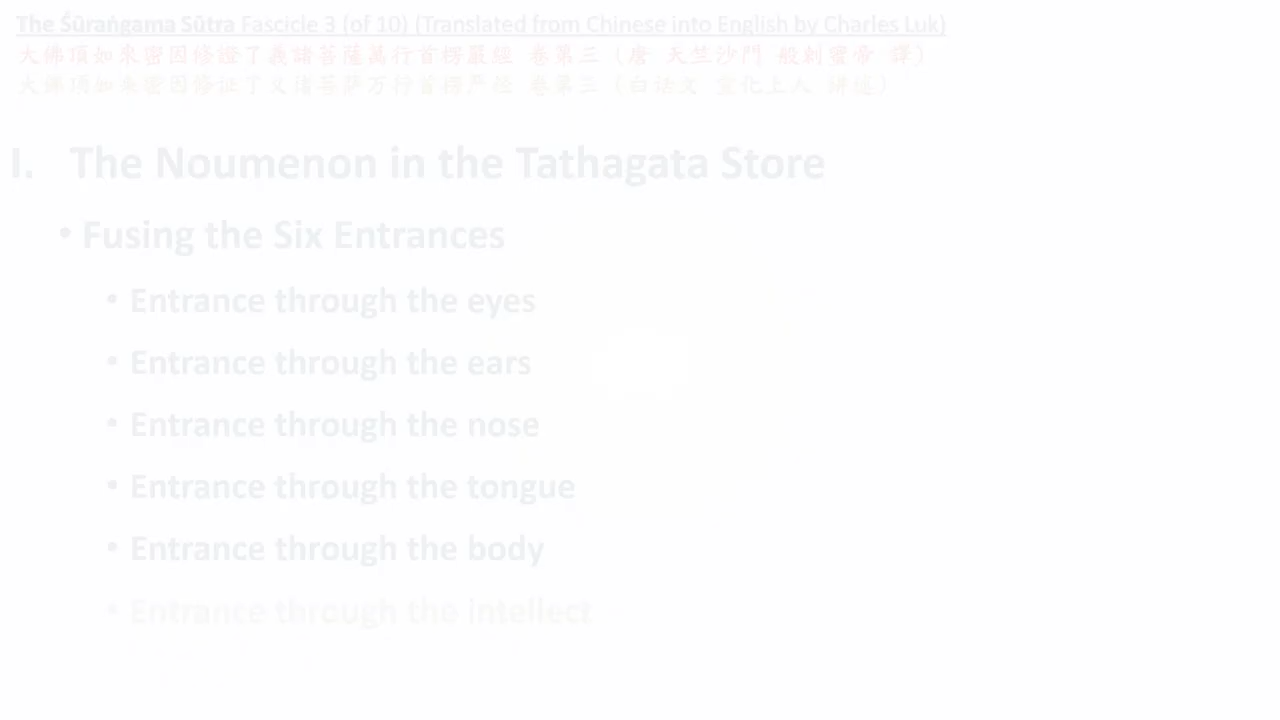 The Śūraṅgama Sūtra Fascicle 3 (of 10) (Translated from Chinese into English by Charles Luk)
大佛頂如來密因修證了義諸菩薩萬行首楞嚴經 卷第三 (唐 天竺沙門 般剌蜜帝 譯)
大佛顶如来密因修证了义诸菩萨万行首楞严经 卷第三 (白话文 宣化上人 讲述)
I. The Noumenon in the Tathagata Store
• Fusing the Six Entrances
• Entrance through the eyes
• Entrance through the ears
• Entrance through the nose
• Entrance through the tongue
• Entrance through the body
• Entrance through the intellect